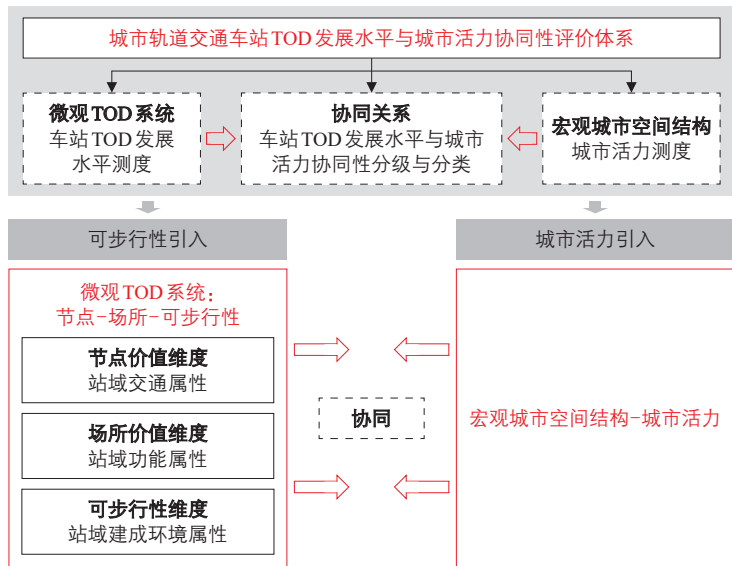 城市轨道交通车站TOD发展水平与城市活力协同性评价体系
微观TOD系统
车站TOD发展
水平测度
协同关系
车站TOD发展水平与城市
活力协同性分级与分类
宏观城市空间结构
城市活力测度
可步行性引入
城市活力引入
微观TOD系统：
节点-场所-可步行性
节点价值维度
站域交通属性
场所价值维度
站域功能属性
可步行性维度
站域建成环境属性
协同
宏观城市空间结构-城市活力